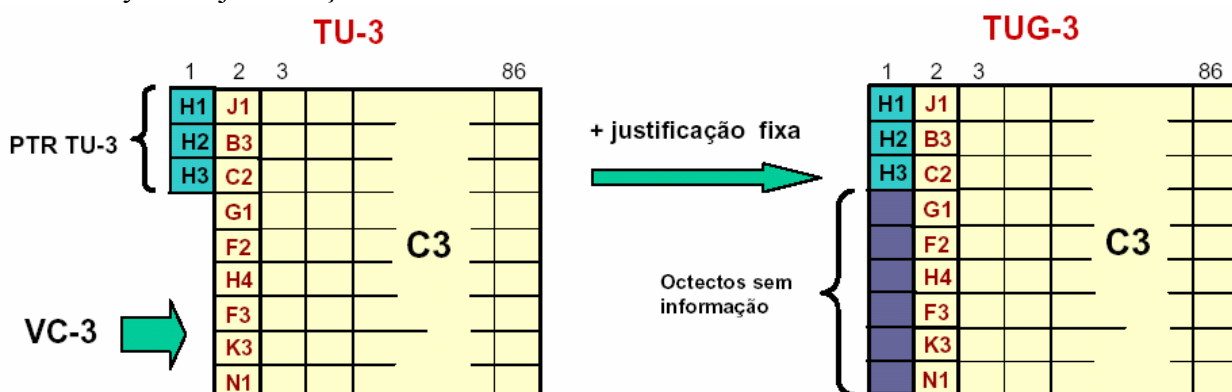 TU-3
TUG-3
1 2 3 86
1 2 3 86
PTR TU-3
H1 J1
H2 B3
H3 C2
G1
F2
H4
F3
K3
N1
C3
VC-3
+ justificação fixa
H1 J1
H2 B3
H3 C2
G1
F2
H4
F3
K3
N1
C3
Octectos sem
informação